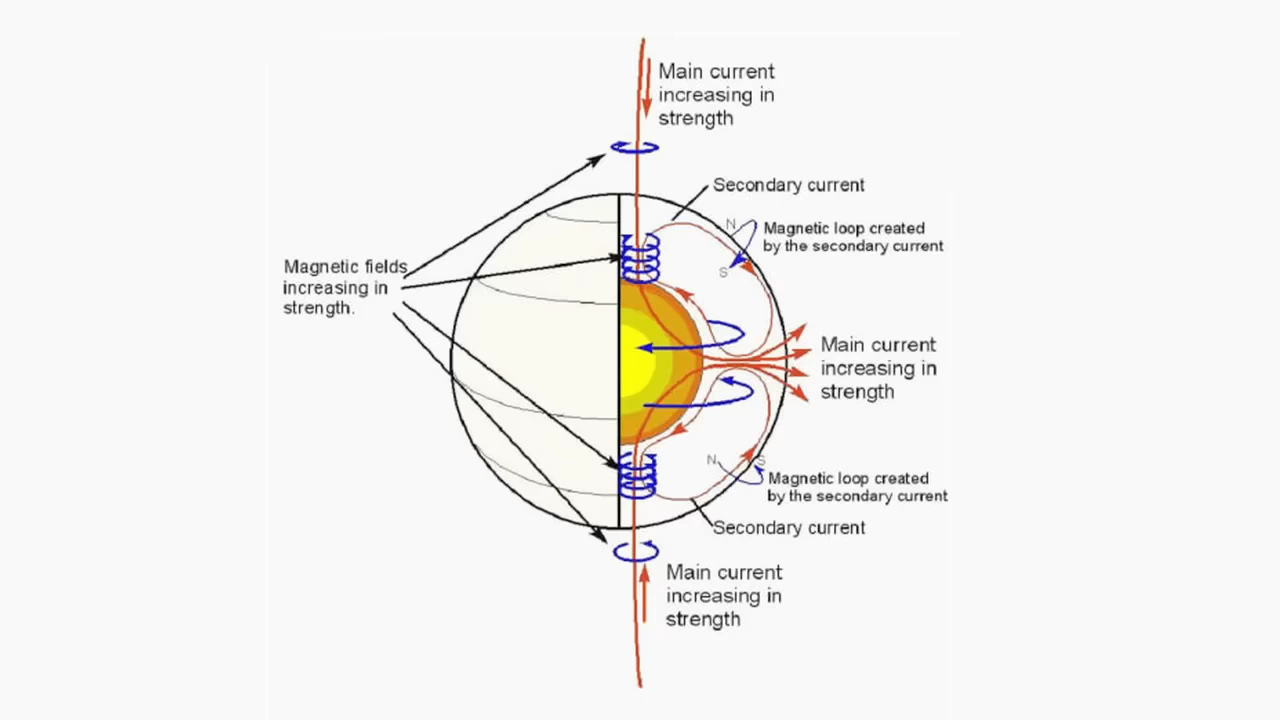 Main current
increasing in
strength
Secondary current
N
Magnetic loop created
by the secondary current
S
Magnetic fields
increasing in
strength.
Main current
increasing in
strength
N
S
Magnetic loop created
by the secondary current
Secondary current
Main current
increasing in
strength